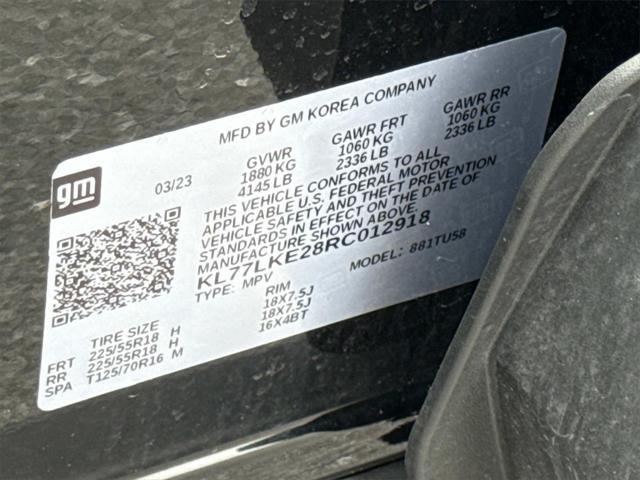 MFD BY GM KOREA COMPANY
gm
03/23
GVWR GAWR FRT GAWR RR
1880 KG 1060 KG 1060 KG
4145 LB 2336 LB 2336 LB
THIS VEHICLE CONFORMS TO ALL
APPLICABLE U.S. FEDERAL MOTOR
VEHICLE SAFETY AND THEFT PREVENTION
STANDARDS IN EFFECT ON THE DATE OF
MANUFACTURE SHOWN ABOVE.
KL77LKE28RC012918
TYPE: MPV MODEL: 881TU58
TIRE SIZE RIM
FRT 225/55R18 H 18X7.5J
RR 225/55R18 H 18X7.5J
SPA T125/70R16 M 16X4BT